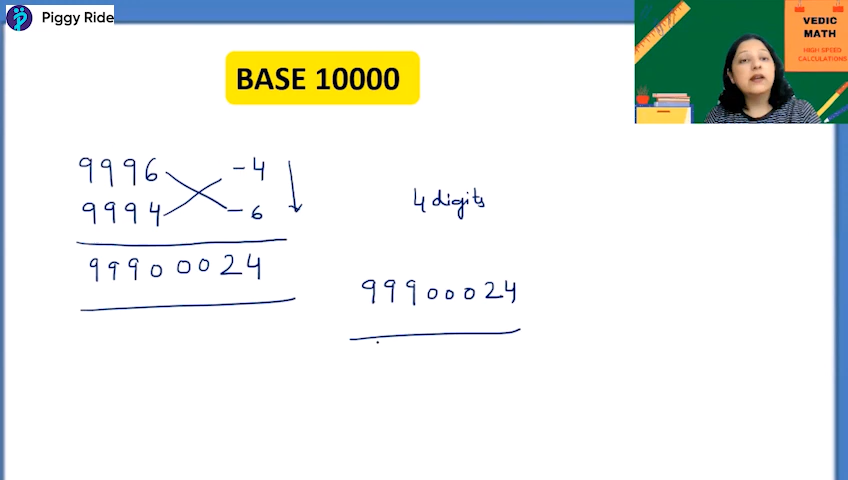 Piggy Ride
VEDIC
MATH
HIGH SPEED
CALCULATIONS
BASE 10000
9996 -4
9994 -6
99900024
4 digits
99900024